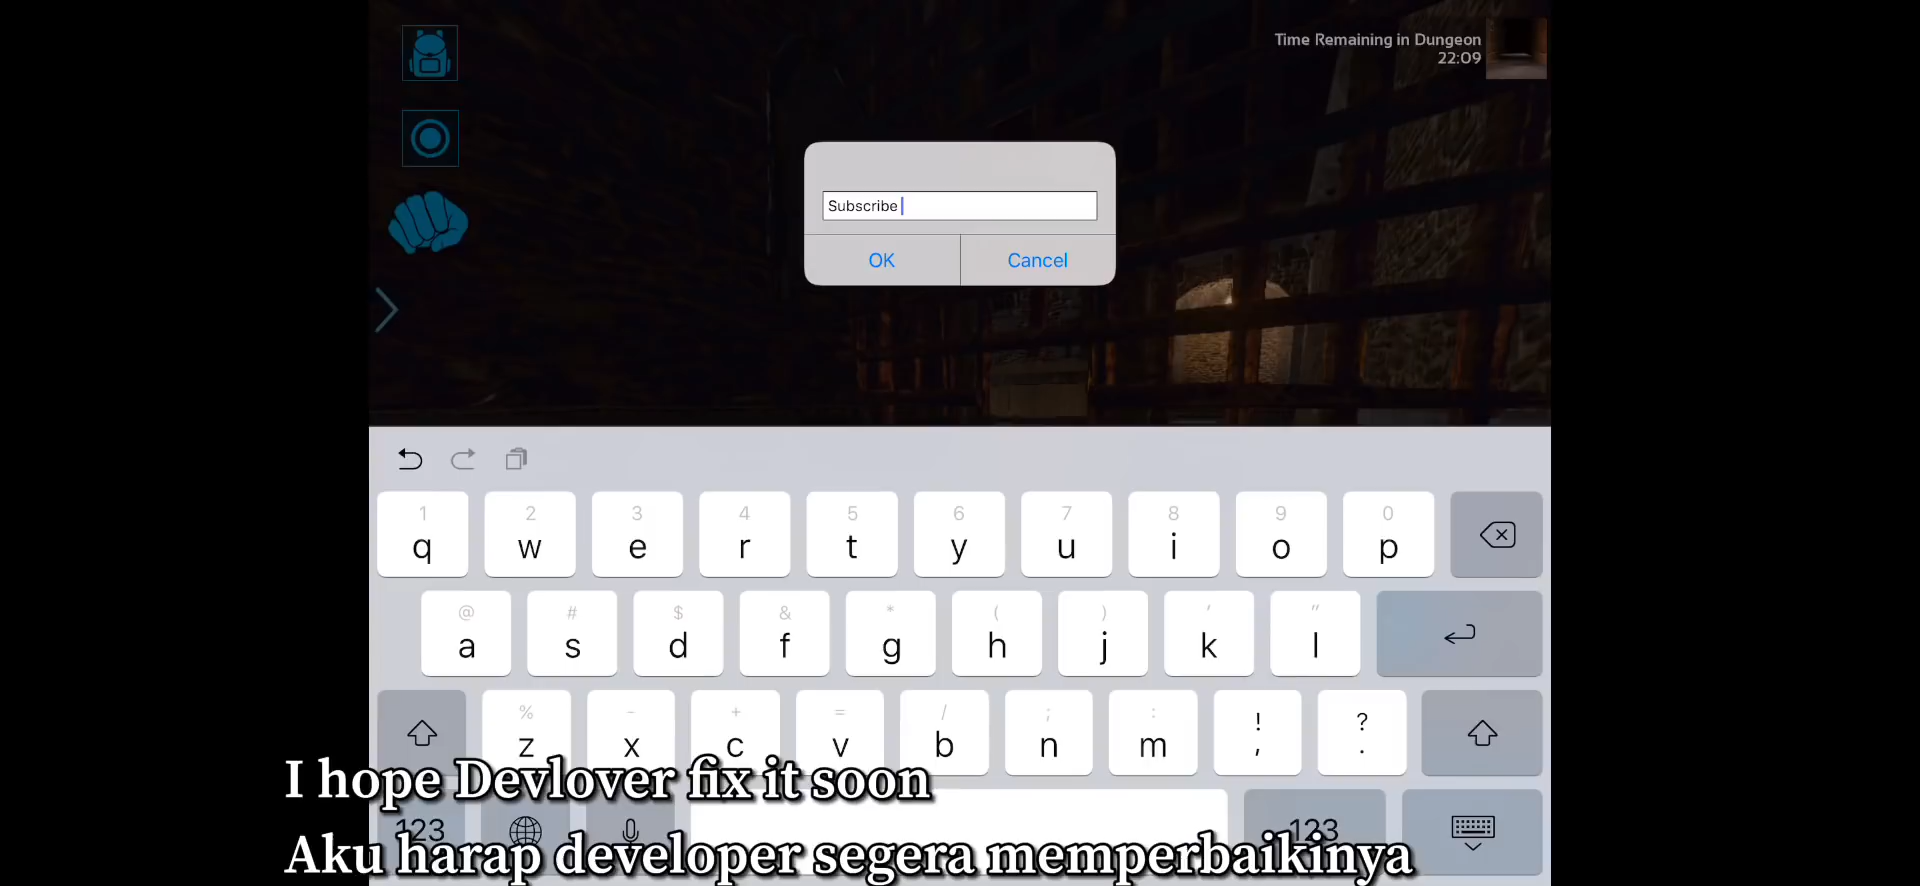 Time Remaining in Dungeon
22:09
Subscribe
OK Cancel
1 2 3 4 5 6 7 8 9 0
q w e r t y u i o p
@ # $ & * ( ) ' "
a s d f g h j k l
% - + = / ; : ! ?
z x c v b n m , .
I hope Devlover fix it soon
123 123
Aku harap developer segera memperbaikinya